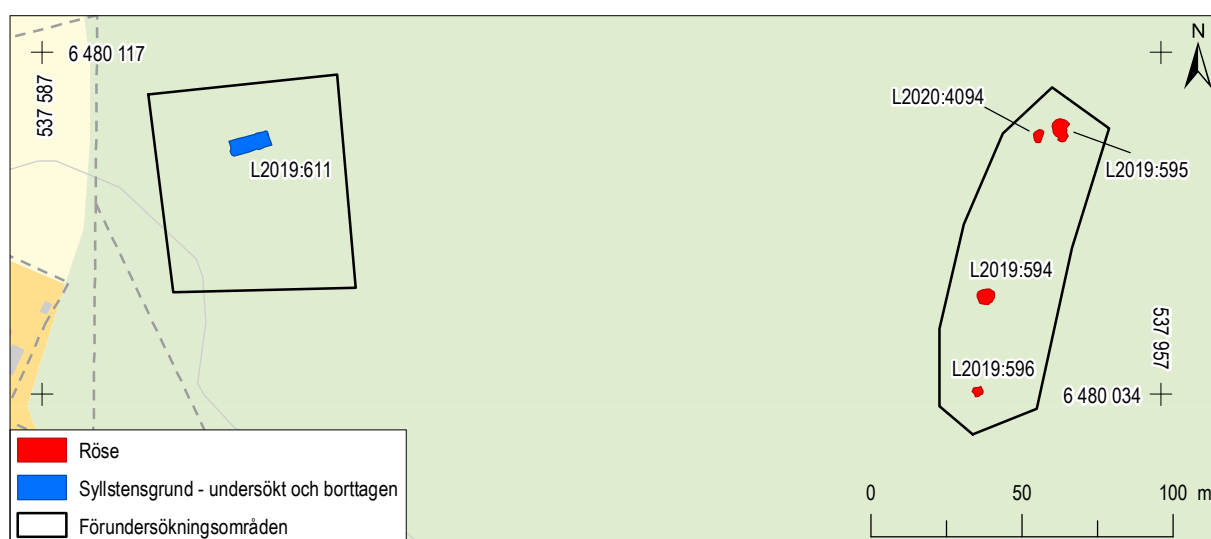 6 480 117
537 587
N
L2020:4094
L2019:595
L2019:611
L2019:594
537 957
L2019:596
6 480 034
Röse
Syllstensgrund - undersökt och borttagen
Förundersökningsområden
0 50 100 m